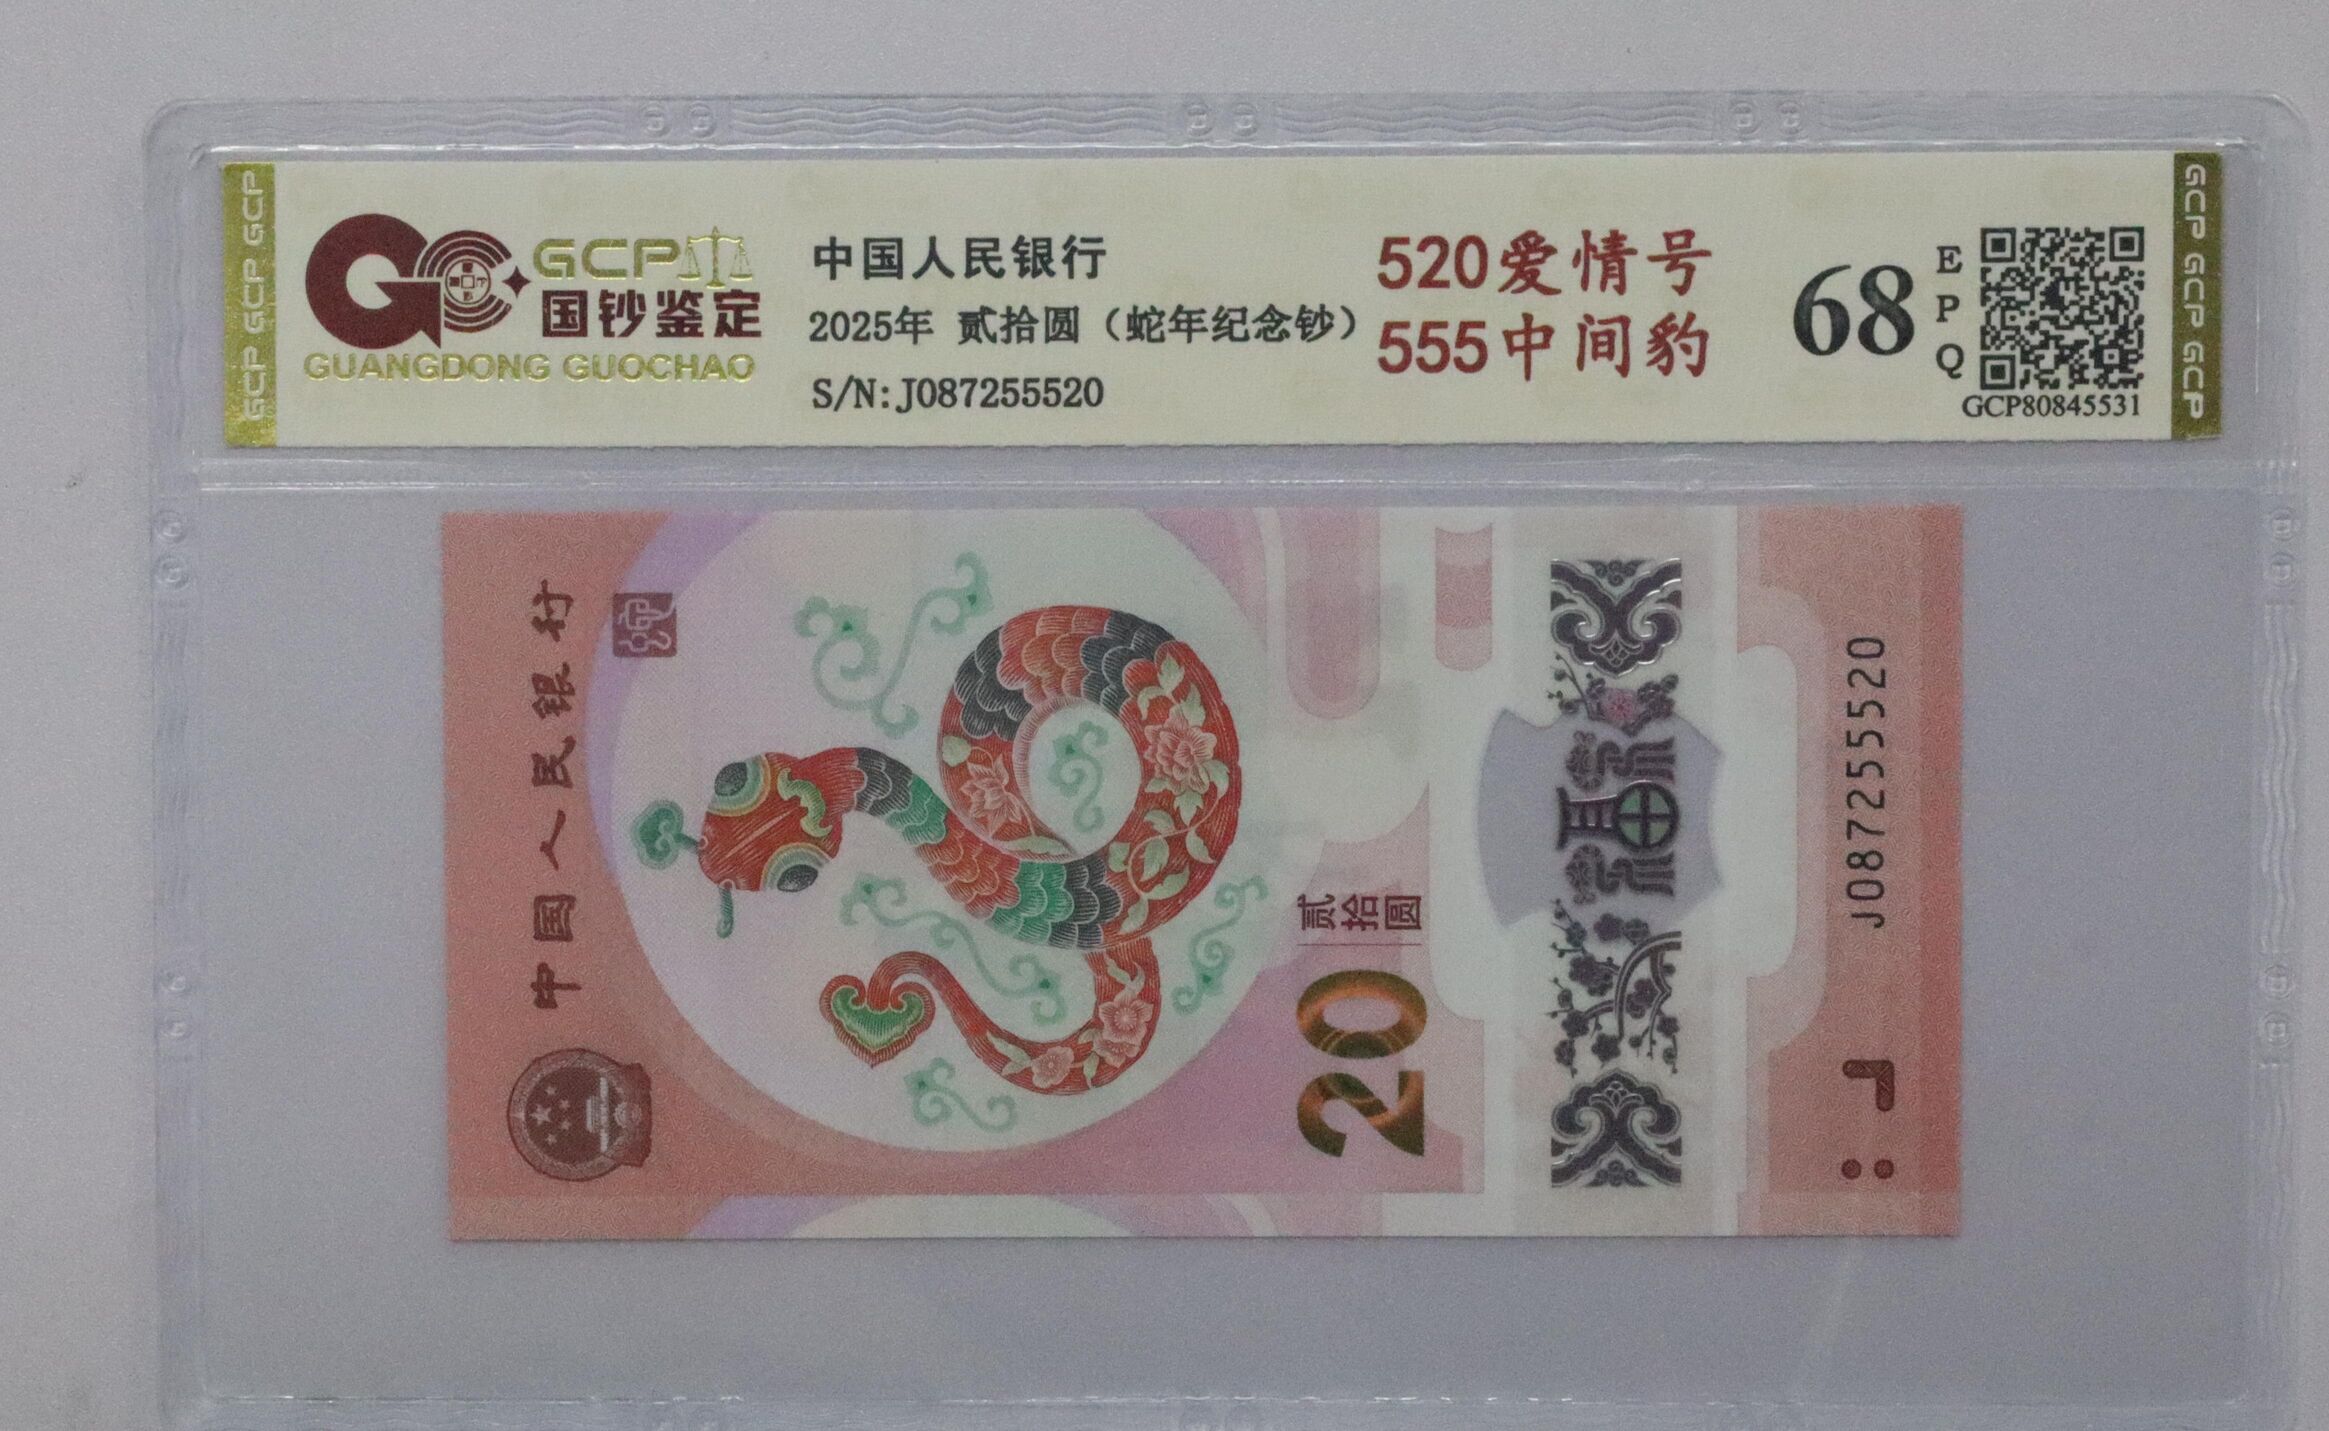 GCP GCP GCP
GCP
国钞鉴定
GUANGDONG GUOCHAO
中国人民银行
2025年 贰拾圆（蛇年纪念钞）
S/N:J087255520
520爱情号
555中间豹
68
EPQ
GCP80845531
GCP GCP GCP
中国人民银行
贰拾圆
20
福
J087255520